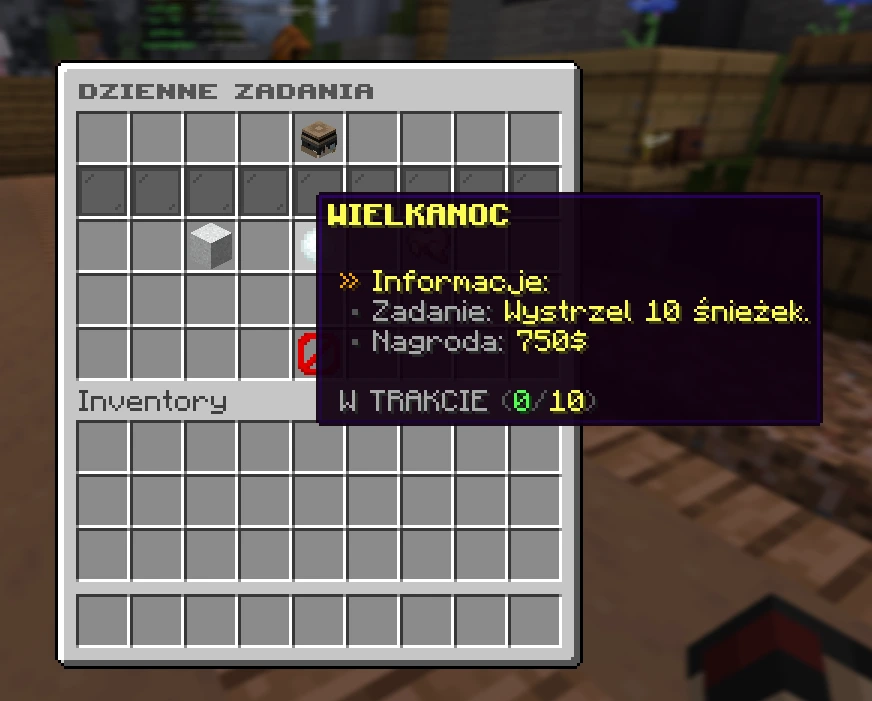 DZIENNE ZADANIA
WIELKANOC
» Informacje:
▪ Zadanie: Wystrzel 10 śnieżek.
▪ Nagroda: 750$
W TRAKCIE (0/10)
Inventory